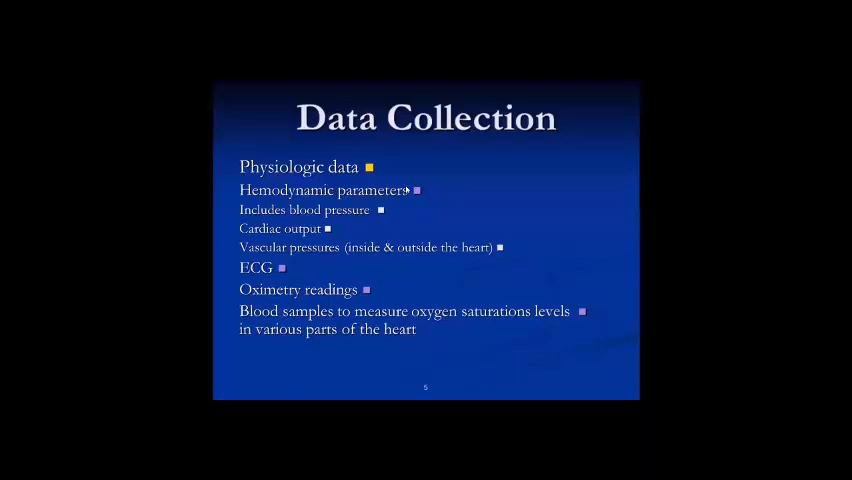 Data Collection
Physiologic data
Hemodynamic parameters
Includes blood pressure
Cardiac output
Vascular pressures (inside & outside the heart)
ECG
Oximetry readings
Blood samples to measure oxygen saturations levels
in various parts of the heart
5